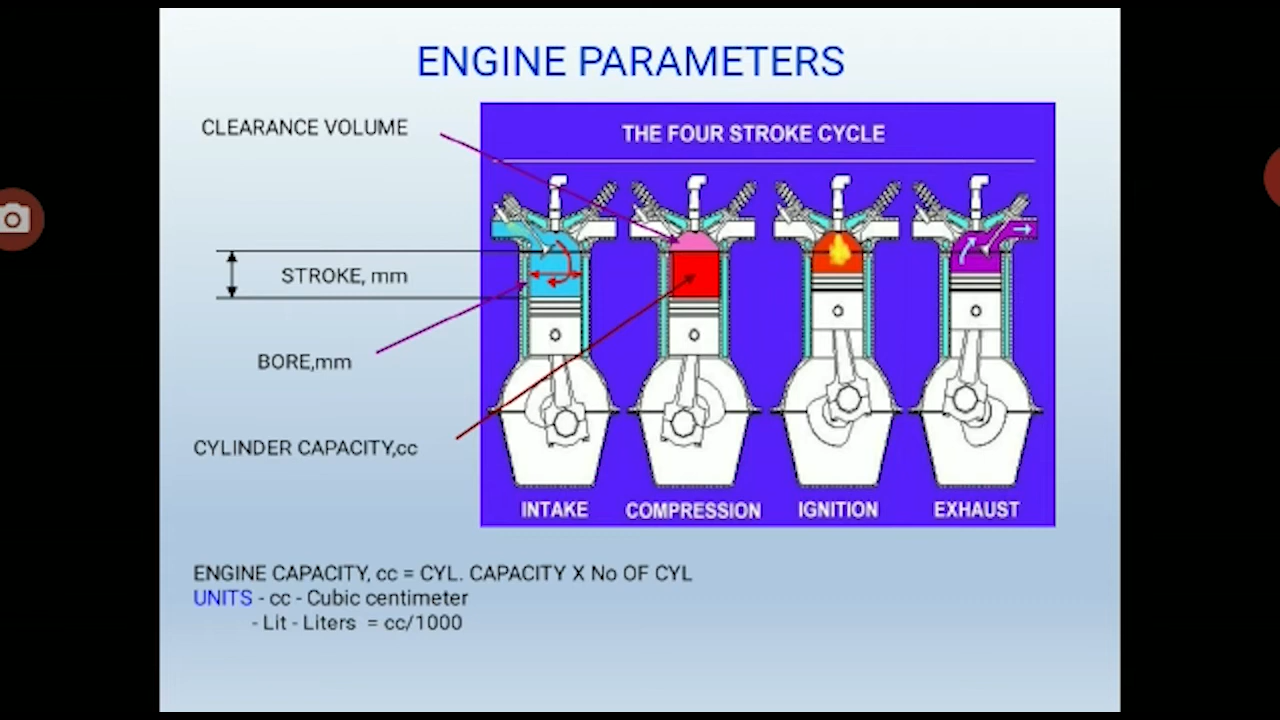 ENGINE PARAMETERS
CLEARANCE VOLUME
THE FOUR STROKE CYCLE
STROKE, mm
BORE,mm
CYLINDER CAPACITY,cc
INTAKE
COMPRESSION
IGNITION
EXHAUST
ENGINE CAPACITY, cc = CYL. CAPACITY X No OF CYL
UNITS - cc - Cubic centimeter
- Lit - Liters = cc/1000